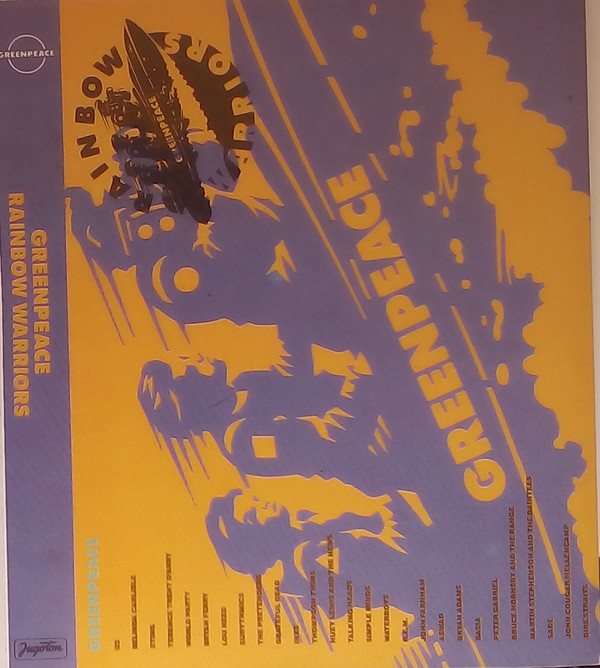 GREENPEACE
GREENPEACE
RAINBOW WARRIORS
Jugoton
RAINBOW WARRIORS
GREENPEACE
GREENPEACE
GREENPEACE
U2
BELINDA CARLISLE
STING
TERENCE TRENT D'ARBY
WORLD PARTY
BRYAN FERRY
LOU REED
EURYTHMICS
THE PRETENDERS
GRATEFUL DEAD
INXS
THOMPSON TWINS
HUEY LEWIS AND THE NEWS
TALKING HEADS
SIMPLE MINDS
WATERBOYS
R.E.M.
JOHN FARNHAM
ASWAD
BRYAN ADAMS
BASIA
PETER GABRIEL
BRUCE HORNSBY AND THE RANGE
MARTIN STEPHENSON AND THE DAINTEES
SADE
JOHN COUGAR MELLENCAMP
DIRE STRAITS